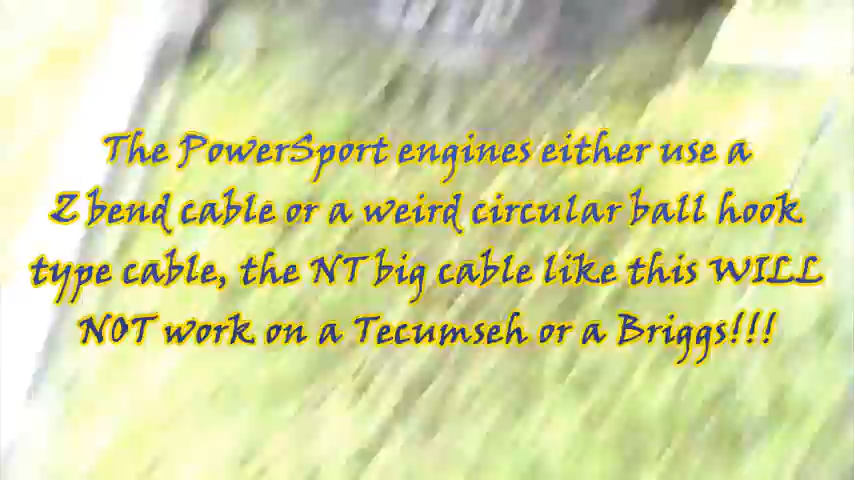 The PowerSport engines either use a
Z bend cable or a weird circular ball hook
type cable, the NT big cable like this WILL
NOT work on a Tecumseh or a Briggs!!!